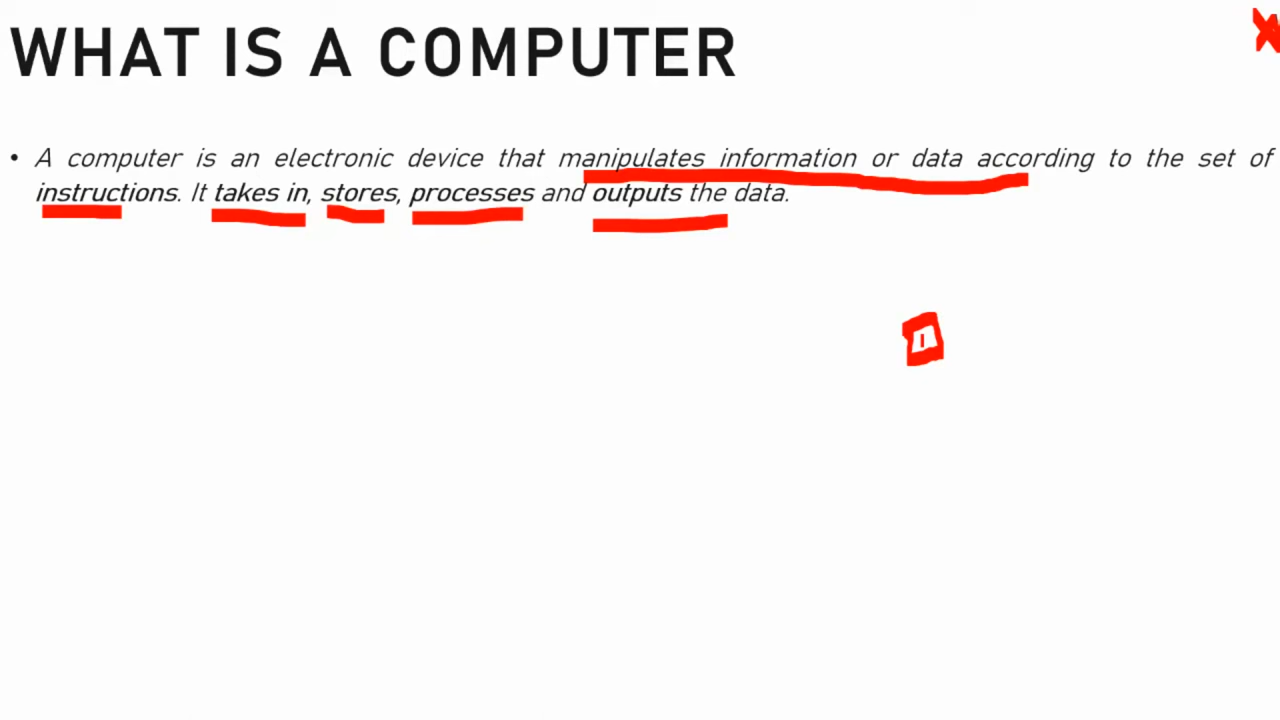 WHAT IS A COMPUTER
• A computer is an electronic device that manipulates information or data according to the set of
instructions. It takes in, stores, processes and outputs the data.